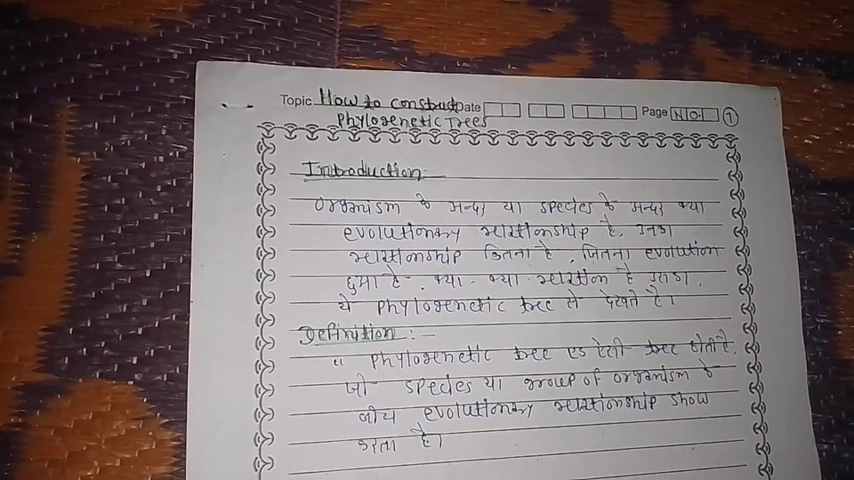 Topic How to construct Date Page No. 1
Phylogenetic Trees
Introduction:-
organism के अन्दर या species के अन्दर क्या
evolutionary relationship है, उनका
relationship कितना है, जितना evolution
हुआ है. क्या-क्या relation है उसका,
ये phylogenetic tree से देखते है।
Definition:-
" phylogenetic tree एक ऐसी tree होती है.
जो species या group of organism के
बीच evolutionary relationship show
करता है।